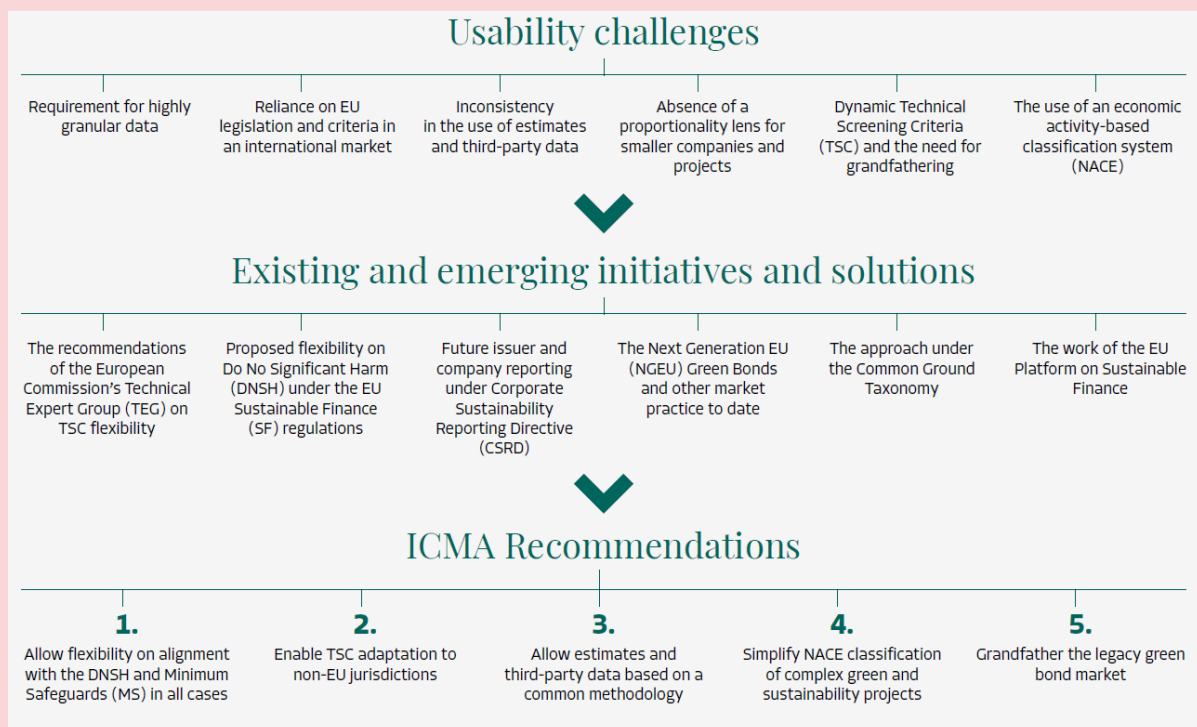 Usability challenges
Requirement for highly
granular data
Reliance on EU
legislation and criteria in
an international market
Inconsistency
in the use of estimates
and third-party data
Absence of a
proportionality lens for
smaller companies and
projects
Dynamic Technical
Screening Criteria
(TSC) and the need for
grandfathering
The use of an economic
activity-based
classification system
(NACE)
Existing and emerging initiatives and solutions
The recommendations
of the European
Commission's Technical
Expert Group (TEG) on
TSC flexibility
Proposed flexibility on
Do No Significant Harm
(DNSH) under the EU
Sustainable Finance
(SF) regulations
Future issuer and
company reporting
under Corporate
Sustainability
Reporting Directive
(CSRD)
The Next Generation EU
(NGEU) Green Bonds
and other market
practice to date
The approach under
the Common Ground
Taxonomy
The work of the EU
Platform on Sustainable
Finance
ICMA Recommendations
1.
Allow flexibility on alignment
with the DNSH and Minimum
Safeguards (MS) in all cases
2.
Enable TSC adaptation to
non-EU jurisdictions
3.
Allow estimates and
third-party data based on a
common methodology
4.
Simplify NACE classification
of complex green and
sustainability projects
5.
Grandfather the legacy green
bond market